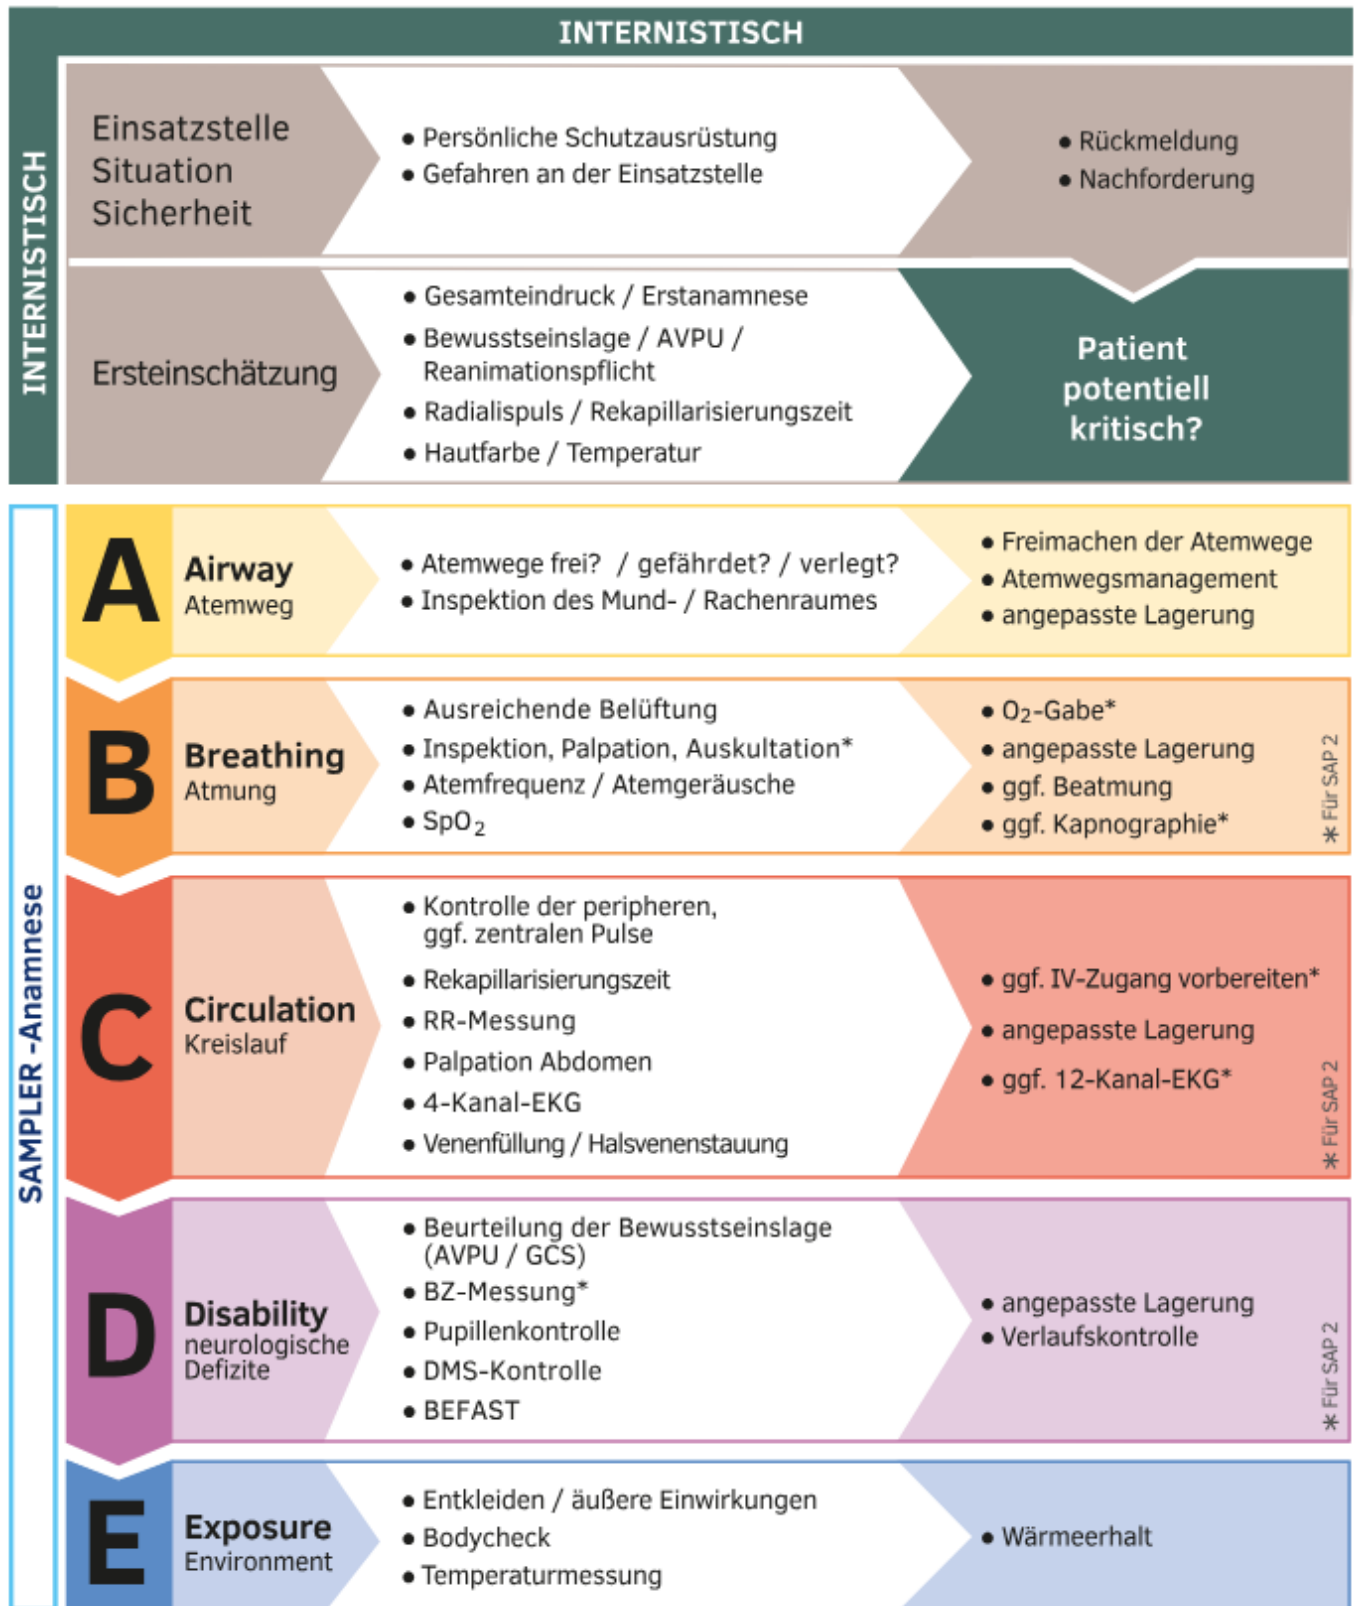 INTERNISTISCH
INTERNISTISCH
Einsatzstelle
Situation
Sicherheit
● Persönliche Schutzausrüstung
● Gefahren an der Einsatzstelle
● Rückmeldung
● Nachforderung
Ersteinschätzung
● Gesamteindruck / Erstanamnese
● Bewusstseinslage / AVPU /
Reanimationspflicht
● Radialispuls / Rekapillarisierungszeit
● Hautfarbe / Temperatur
Patient
potentiell
kritisch?
SAMPLER -Anamnese
A
Airway
Atemweg
● Atemwege frei? / gefährdet? / verlegt?
● Inspektion des Mund- / Rachenraumes
● Freimachen der Atemwege
● Atemwegsmanagement
● angepasste Lagerung
B
Breathing
Atmung
● Ausreichende Belüftung
● Inspektion, Palpation, Auskultation*
● Atemfrequenz / Atemgeräusche
● SpO₂
● O₂-Gabe*
● angepasste Lagerung
● ggf. Beatmung
● ggf. Kapnographie*
* Für SAP 2
C
Circulation
Kreislauf
● Kontrolle der peripheren,
ggf. zentralen Pulse
● Rekapillarisierungszeit
● RR-Messung
● Palpation Abdomen
● 4-Kanal-EKG
● Venenfüllung / Halsvenenstauung
● ggf. IV-Zugang vorbereiten*
● angepasste Lagerung
● ggf. 12-Kanal-EKG*
* Für SAP 2
D
Disability
neurologische
Defizite
● Beurteilung der Bewusstseinslage
(AVPU / GCS)
● BZ-Messung*
● Pupillenkontrolle
● DMS-Kontrolle
● BEFAST
● angepasste Lagerung
● Verlaufskontrolle
* Für SAP 2
E
Exposure
Environment
● Entkleiden / äußere Einwirkungen
● Bodycheck
● Temperaturmessung
● Wärmeerhalt